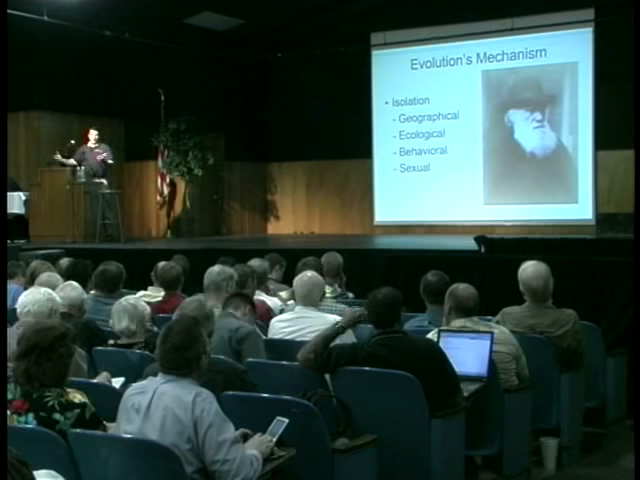 Evolution's Mechanism
• Isolation
- Geographical
- Ecological
- Behavioral
- Sexual